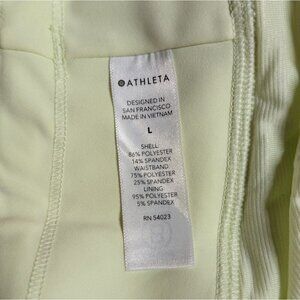 ATHLETA
DESIGNED IN
SAN FRANCISCO
MADE IN VIETNAM
L
SHELL
86% POLYESTER
14% SPANDEX
WAISTBAND
75% POLYESTER
25% SPANDEX
LINING
95% POLYESTER
5% SPANDEX
RN 54023